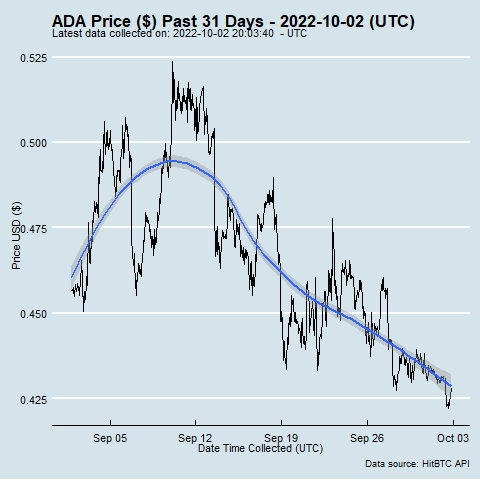 ADA Price ($) Past 31 Days - 2022-10-02 (UTC)
Latest data collected on: 2022-10-02 20:03:40 - UTC
0.525
0.500
0.475
0.450
0.425
Price USD ($)
Sep 05 Sep 12 Sep 19 Sep 26 Oct 03
Date Time Collected (UTC)
Data source: HitBTC API